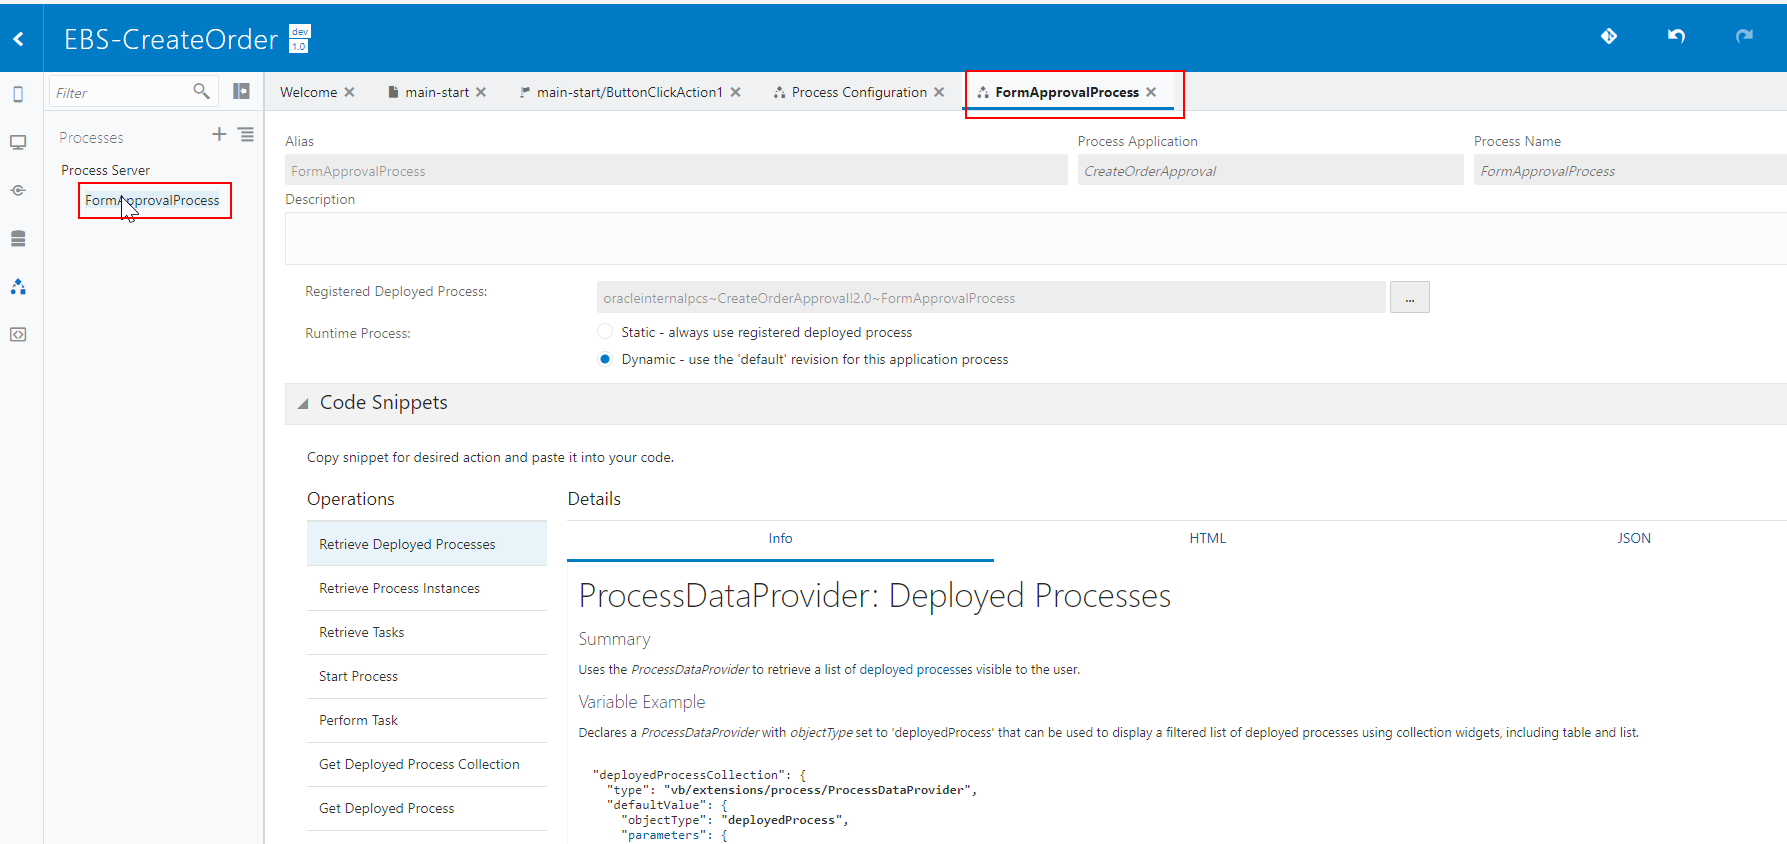 EBS-CreateOrder
dev
1.0
Filter
Welcome
main-start
main-start/ButtonClickAction1
Process Configuration
FormApprovalProcess
Processes
Process Server
FormApprovalProcess
Alias
Process Application
Process Name
FormApprovalProcess
CreateOrderApproval
FormApprovalProcess
Description
Registered Deployed Process:
oracleinternalpcs~CreateOrderApproval!2.0~FormApprovalProcess
...
Runtime Process:
Static - always use registered deployed process
Dynamic - use the 'default' revision for this application process
Code Snippets
Copy snippet for desired action and paste it into your code.
Operations
Retrieve Deployed Processes
Retrieve Process Instances
Retrieve Tasks
Start Process
Perform Task
Get Deployed Process Collection
Get Deployed Process
Details
Info
HTML
JSON
ProcessDataProvider: Deployed Processes
Summary
Uses the ProcessDataProvider to retrieve a list of deployed processes visible to the user.
Variable Example
Declares a ProcessDataProvider with objectType set to 'deployedProcess' that can be used to display a filtered list of deployed processes using collection widgets, including table and list.
"deployedProcessCollection": {
"type": "vb/extensions/process/ProcessDataProvider",
"defaultValue": {
"objectType": "deployedProcess",
"parameters": {